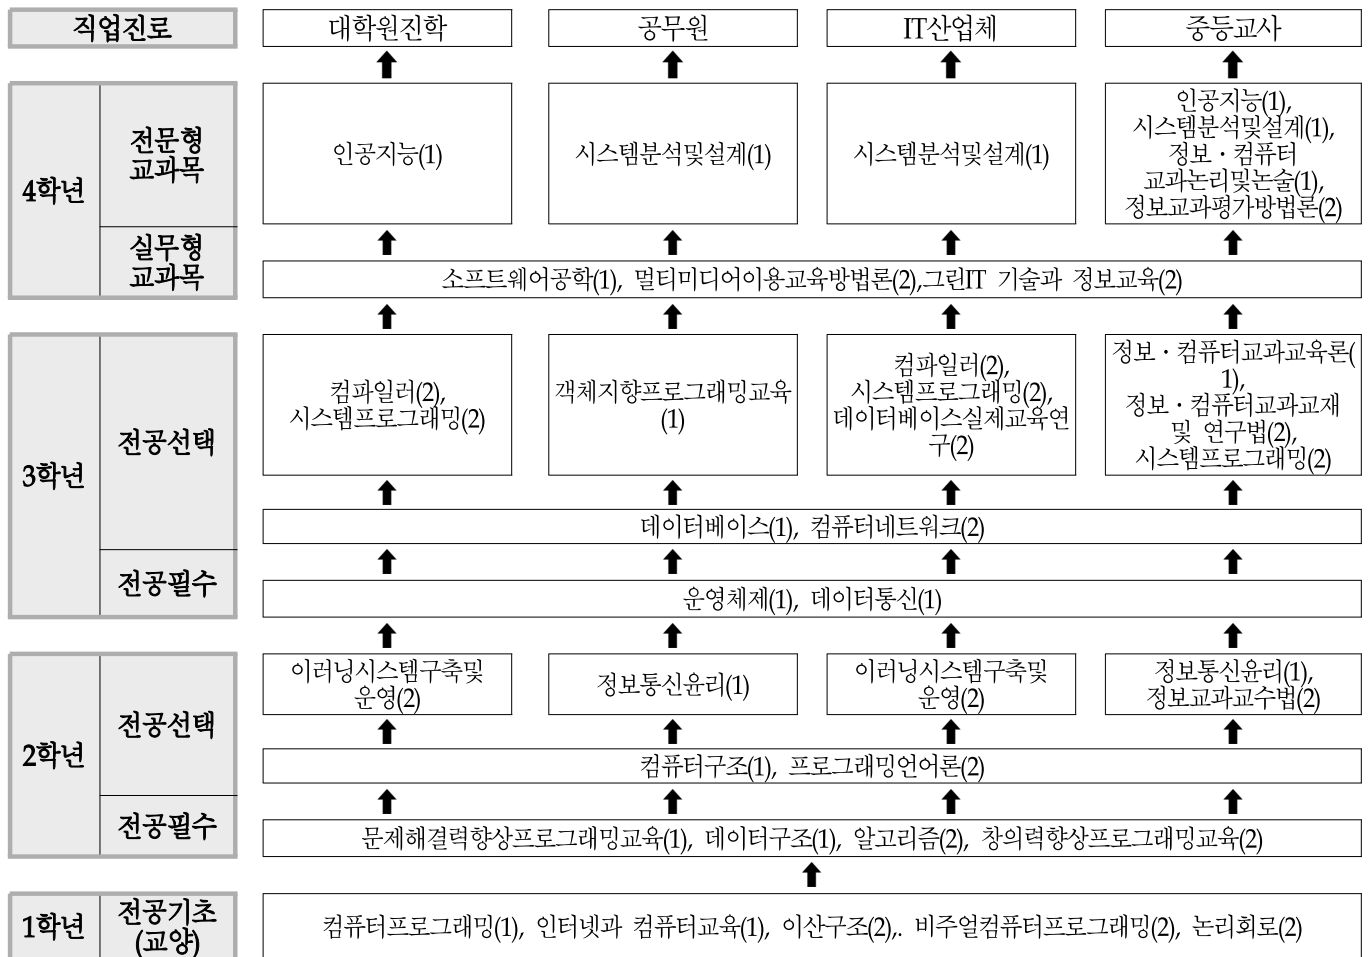 직업진로
대학원진학
공무원
IT산업체
중등교사
4학년
전문형
교과목
인공지능(1)
시스템분석및설계(1)
시스템분석및설계(1)
인공지능(1),
시스템분석및설계(1),
정보・컴퓨터
교과논리및논술(1),
정보교과평가방법론(2)
실무형
교과목
소프트웨어공학(1), 멀티미디어이용교육방법론(2),그린IT 기술과 정보교육(2)
3학년
전공선택
컴파일러(2),
시스템프로그래밍(2)
객체지향프로그래밍교육
(1)
컴파일러(2),
시스템프로그래밍(2),
데이터베이스실제교육연
구(2)
정보・컴퓨터교과교육론(
1),
정보・컴퓨터교과교재
및 연구법(2),
시스템프로그래밍(2)
데이터베이스(1), 컴퓨터네트워크(2)
전공필수
운영체제(1), 데이터통신(1)
2학년
전공선택
이러닝시스템구축및
운영(2)
정보통신윤리(1)
이러닝시스템구축및
운영(2)
정보통신윤리(1),
정보교과교수법(2)
컴퓨터구조(1), 프로그래밍언어론(2)
전공필수
문제해결력향상프로그래밍교육(1), 데이터구조(1), 알고리즘(2), 창의력향상프로그래밍교육(2)
1학년
전공기초
(교양)
컴퓨터프로그래밍(1), 인터넷과 컴퓨터교육(1), 이산구조(2),. 비주얼컴퓨터프로그래밍(2), 논리회로(2)